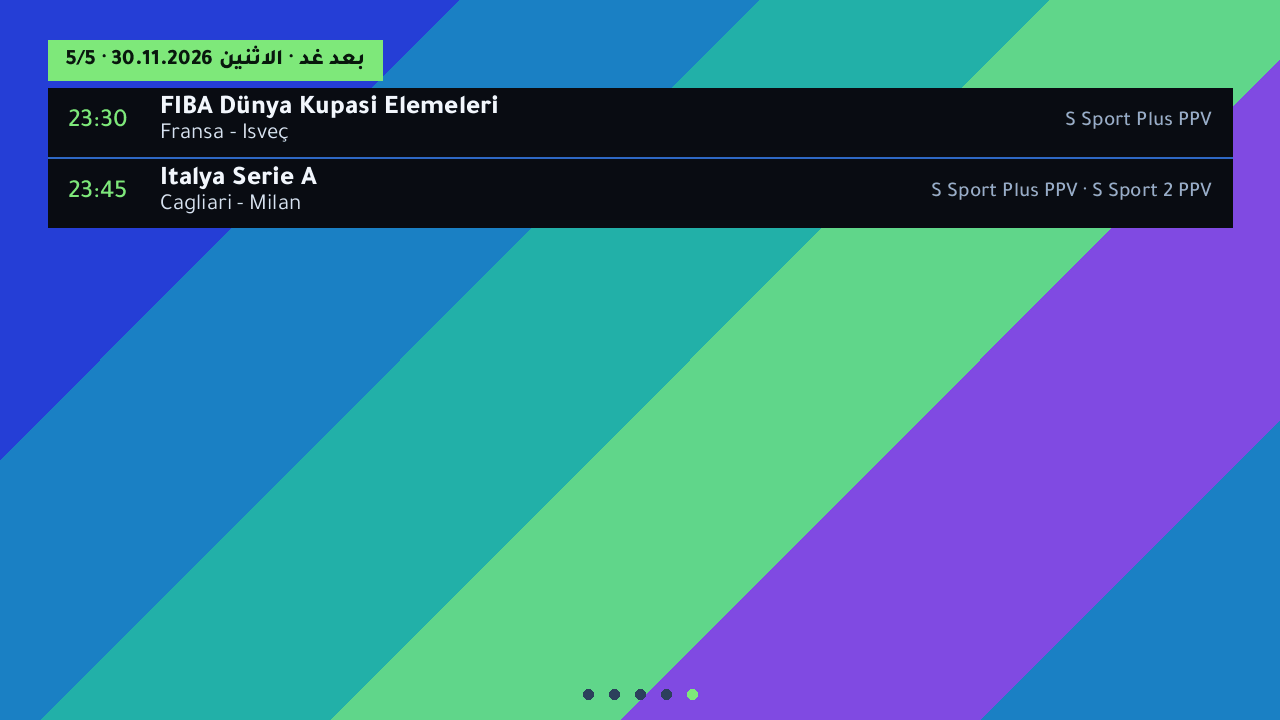 بعد غد · الاثنين 30.11.2026 · 5/5
23:30 FIBA Dünya Kupasi Elemeleri S Sport Plus PPV
Fransa - Isveç
23:45 Italya Serie A S Sport Plus PPV · S Sport 2 PPV
Cagliari - Milan